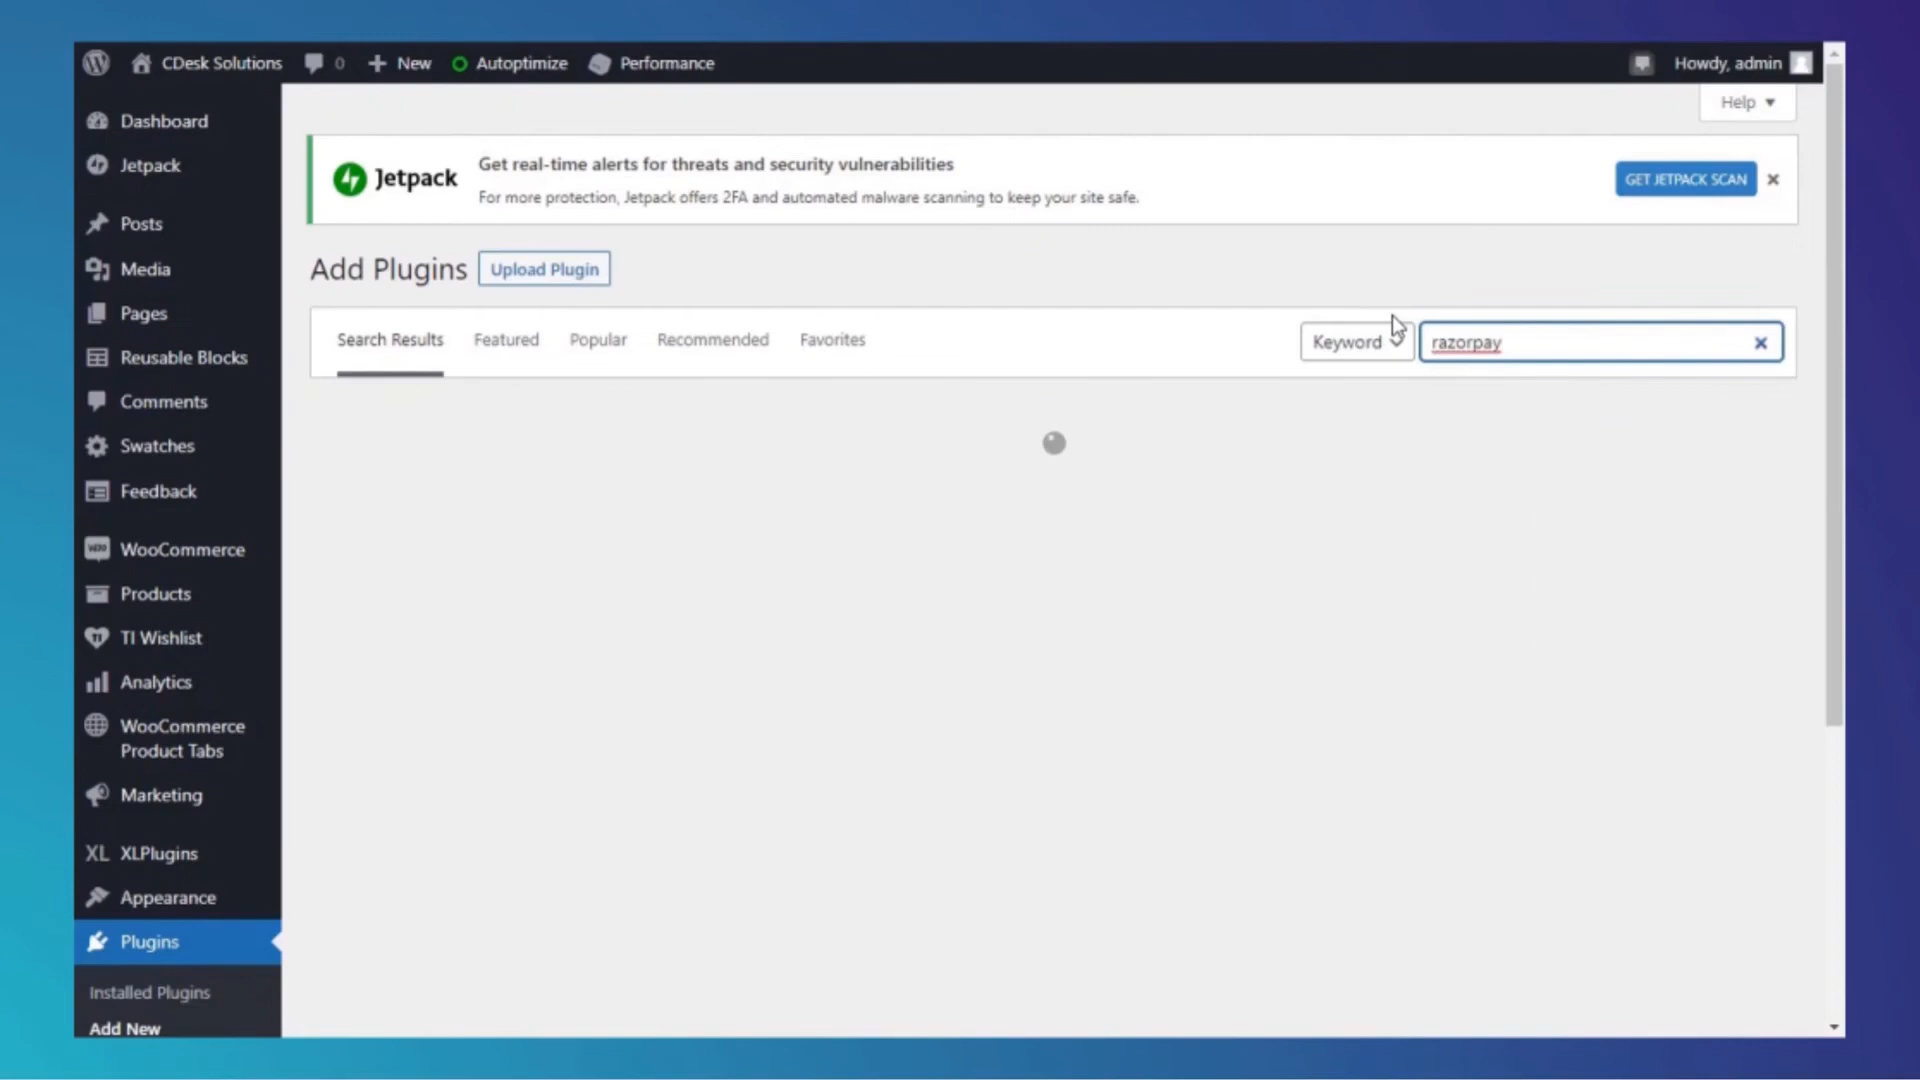 CDesk Solutions 0 New Autoptimize Performance Howdy, admin
Help
Jetpack
Get real-time alerts for threats and security vulnerabilities
For more protection, Jetpack offers 2FA and automated malware scanning to keep your site safe.
GET JETPACK SCAN
Add Plugins Upload Plugin
Search Results Featured Popular Recommended Favorites Keyword razorpay
Dashboard
Jetpack
Posts
Media
Pages
Reusable Blocks
Comments
Swatches
Feedback
WooCommerce
Products
TI Wishlist
Analytics
WooCommerce
Product Tabs
Marketing
XL XLPlugins
Appearance
Plugins
Installed Plugins
Add New